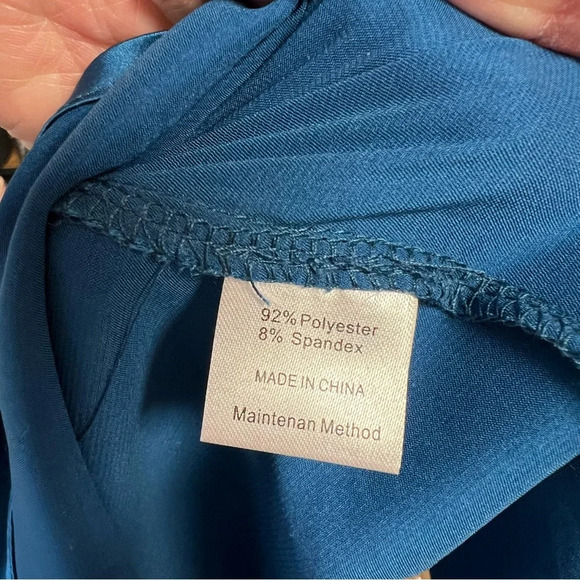 92% Polyester
8% Spandex
MADE IN CHINA
Maintenan Method